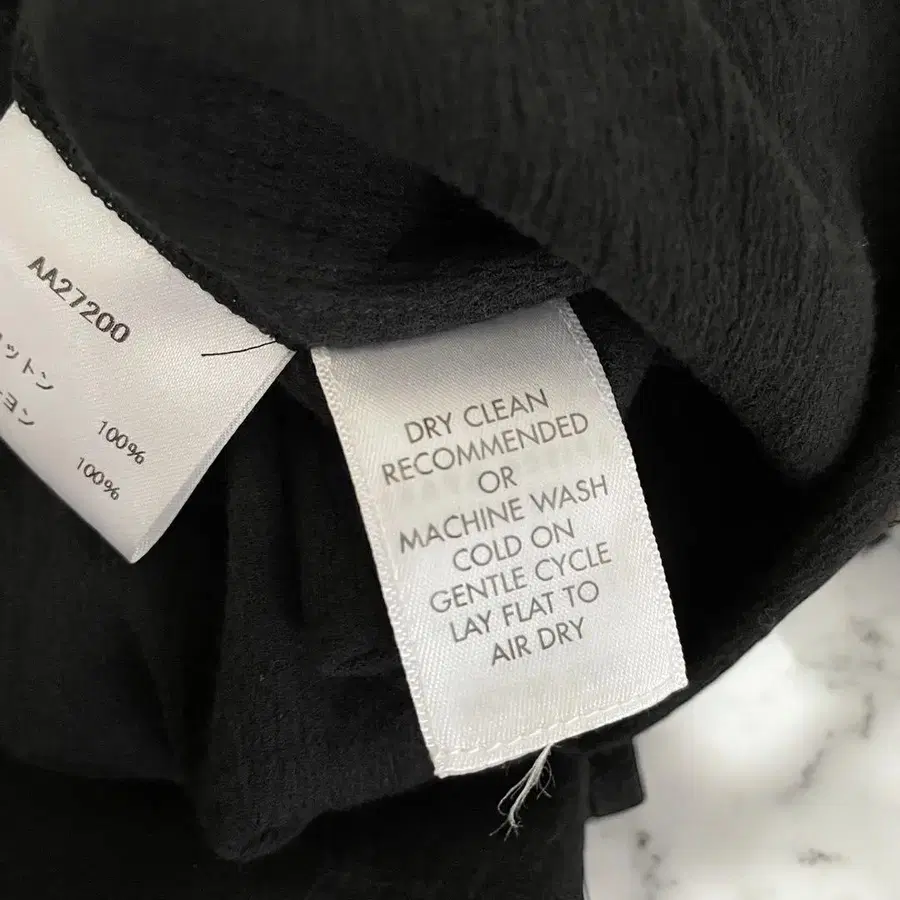 AA27200
ットン
ヨン
100%
100%
DRY CLEAN
RECOMMENDED
OR
MACHINE WASH
COLD ON
GENTLE CYCLE
LAY FLAT TO
AIR DRY